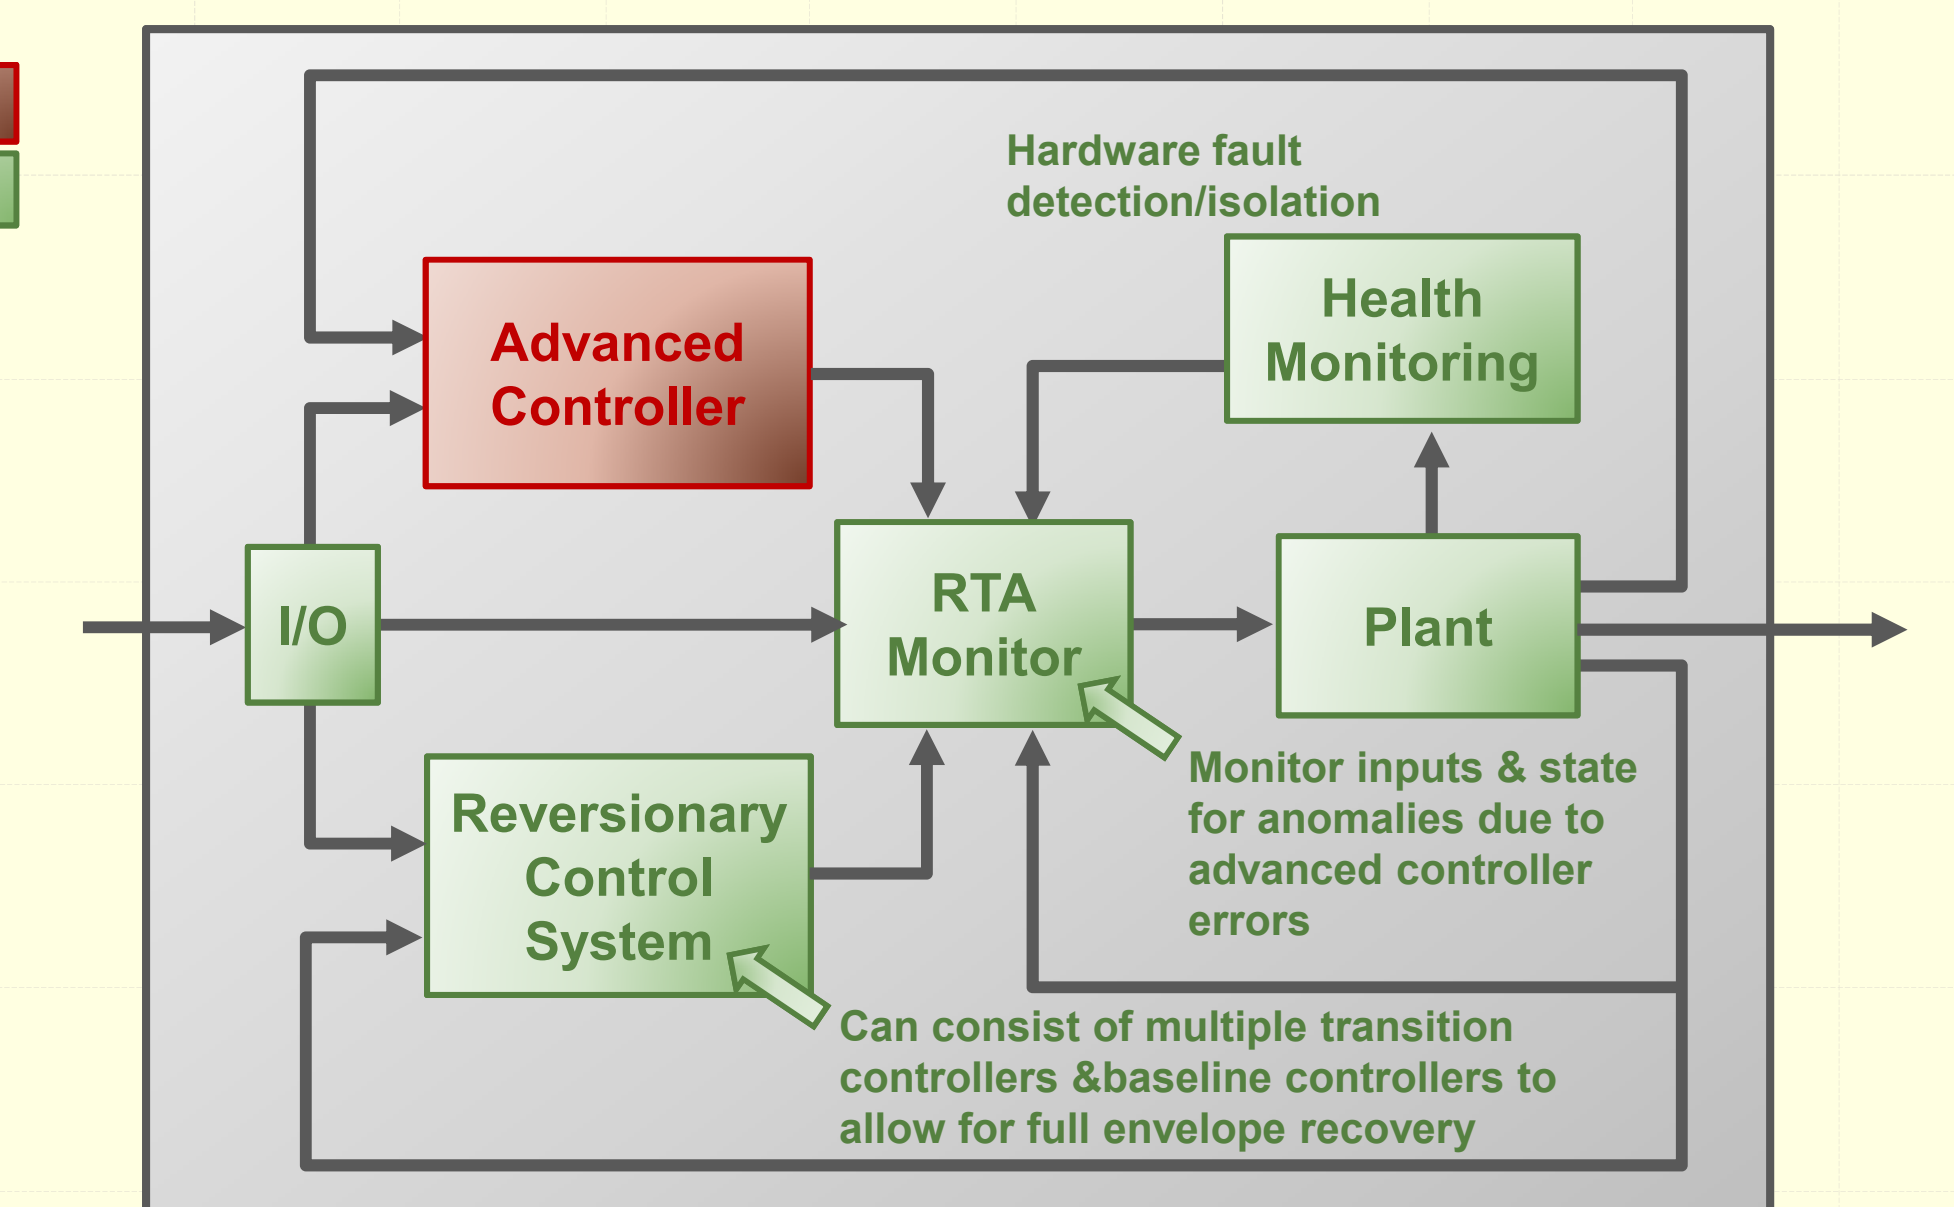 Hardware fault
detection/isolation
Health
Monitoring
Advanced
Controller
I/O
RTA
Monitor
Plant
Monitor inputs & state
for anomalies due to
advanced controller
errors
Reversionary
Control
System
Can consist of multiple transition
controllers &baseline controllers to
allow for full envelope recovery